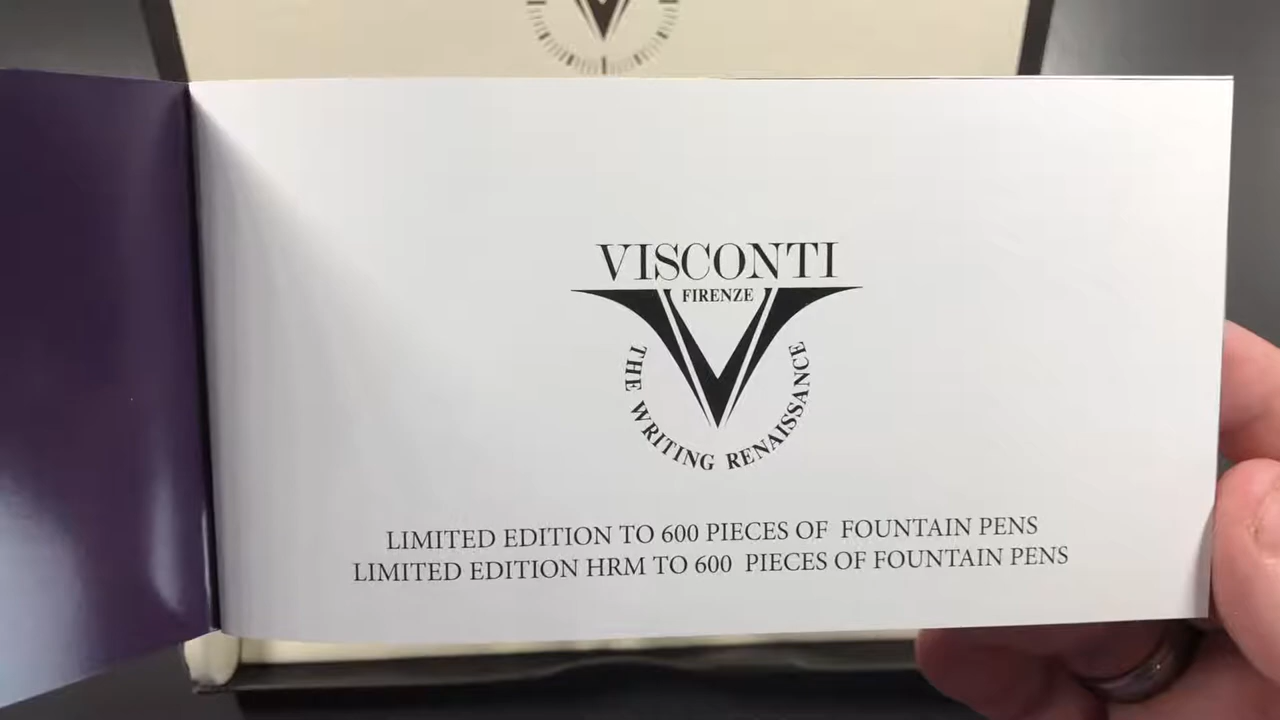 VISCONTI
FIRENZE
THE WRITING RENAISSANCE
LIMITED EDITION TO 600 PIECES OF FOUNTAIN PENS
LIMITED EDITION HRM TO 600 PIECES OF FOUNTAIN PENS